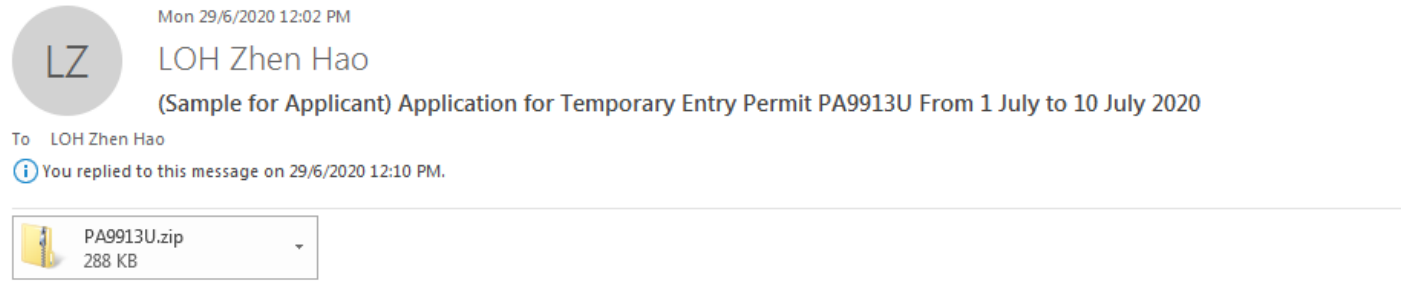 Mon 29/6/2020 12:02 PM
LZ
LOH Zhen Hao
(Sample for Applicant) Application for Temporary Entry Permit PA9913U From 1 July to 10 July 2020
To LOH Zhen Hao
You replied to this message on 29/6/2020 12:10 PM.
PA9913U.zip
288 KB